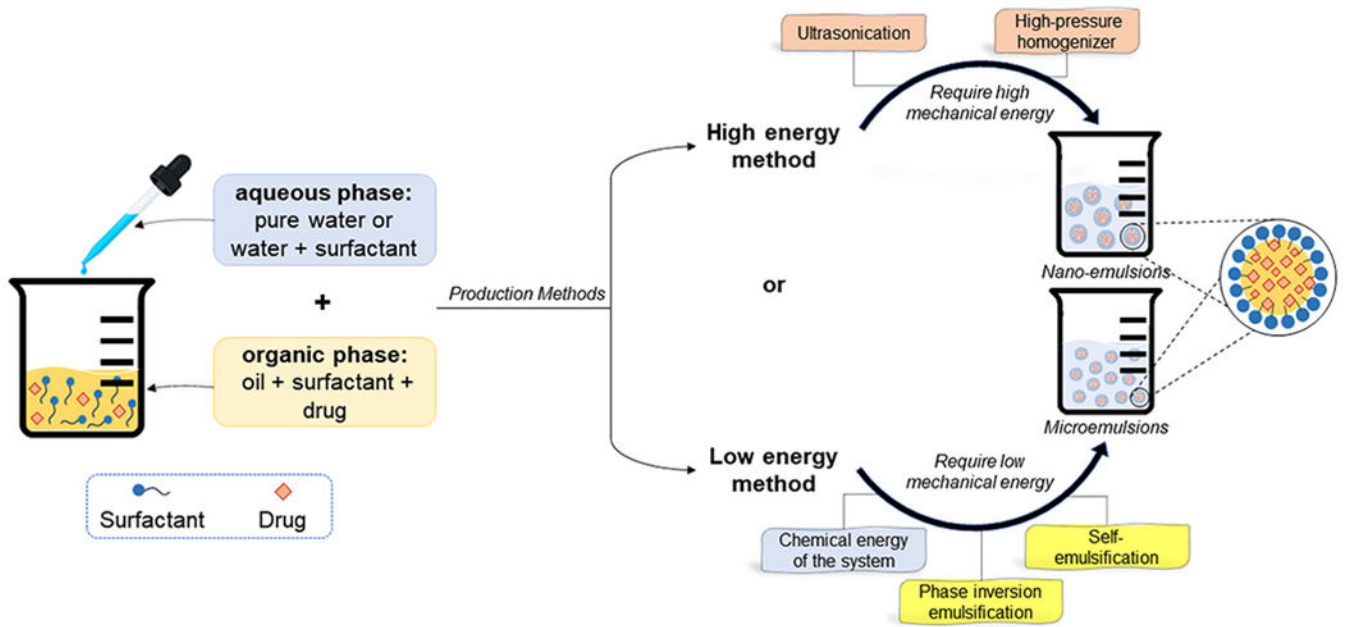 aqueous phase:
pure water or
water + surfactant
+
organic phase:
oil + surfactant +
drug
Surfactant
Drug
Production Methods
High energy
method
or
Low energy
method
Ultrasonication
High-pressure
homogenizer
Require high
mechanical energy
Nano-emulsions
Microemulsions
Require low
mechanical energy
Chemical energy
of the system
Phase inversion
emulsification
Self-
emulsification